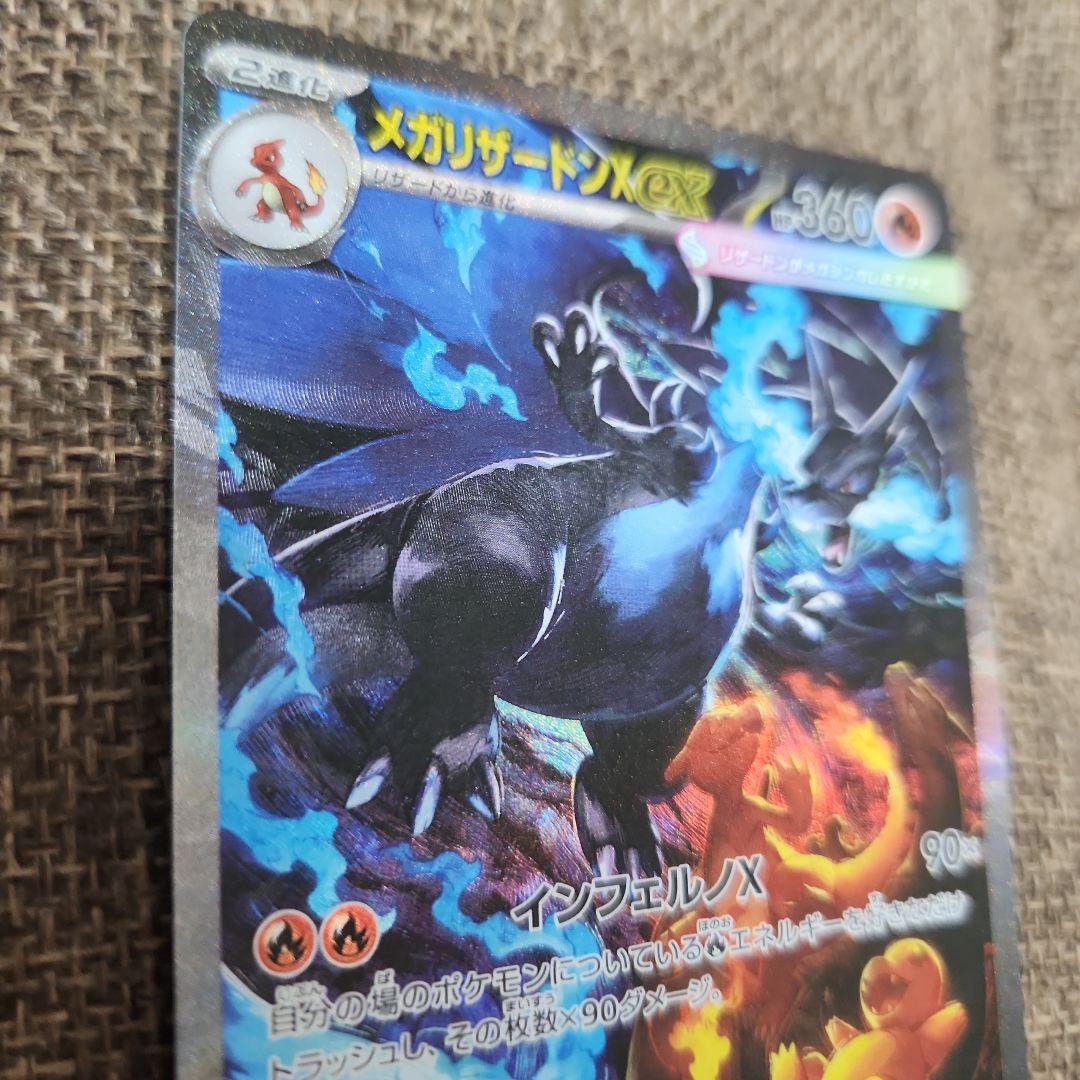 2進化
メガリザードンXex
HP360
リザードから進化
リザードンがメガシンカしたすがた
インフェルノX
90×
自分の場のポケモンについているエネルギーを好きなだけ
トラッシュし、その枚数×90ダメージ。